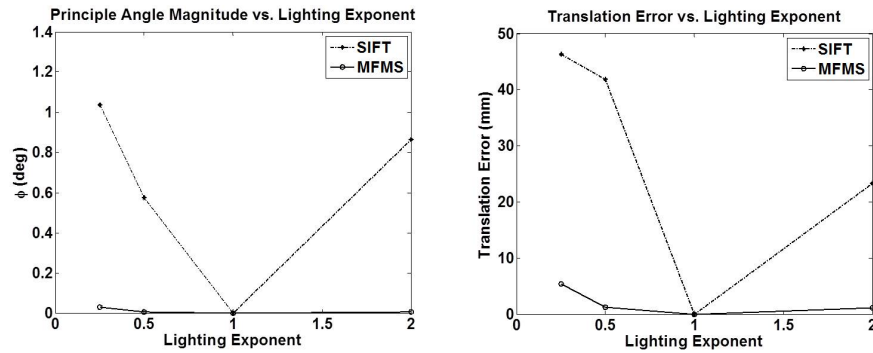 Principle Angle Magnitude vs. Lighting Exponent
1.4
1.2
1
0.8
0.6
0.4
0.2
0
ϕ (deg)
SIFT
MFMS
0
0.5
1
1.5
2
Lighting Exponent
Translation Error vs. Lighting Exponent
50
40
30
20
10
0
Translation Error (mm)
SIFT
MFMS
0
0.5
1
1.5
2
Lighting Exponent